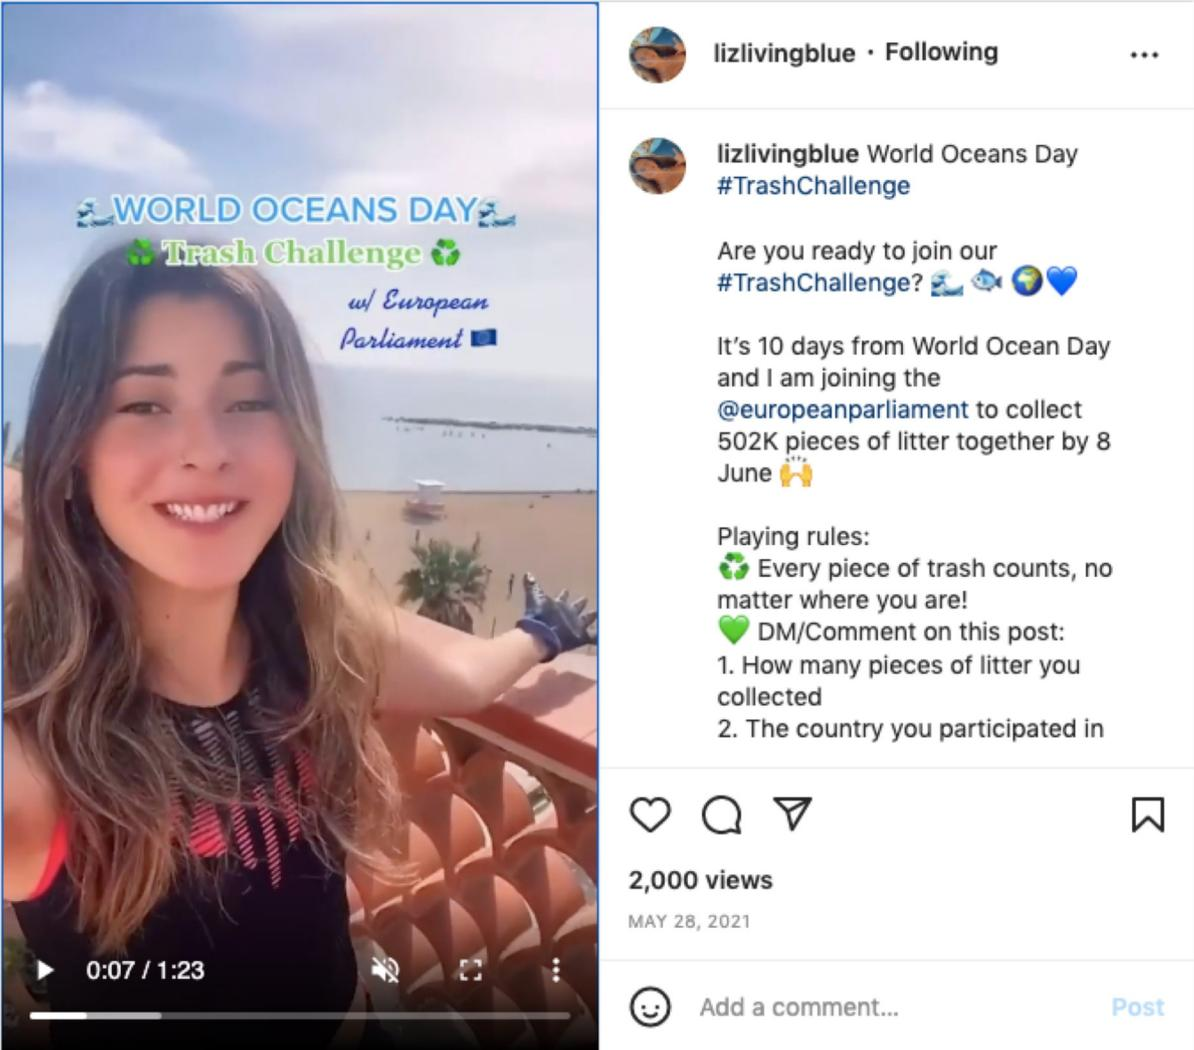 🌊WORLD OCEANS DAY🌊
♻️ Trash Challenge ♻️
w/ European
Parliament 🇪🇺
0:07 / 1:23
lizlivingblue · Following
lizlivingblue World Oceans Day
#TrashChallenge
Are you ready to join our
#TrashChallenge? 🌊 🐟 🌍💙
It's 10 days from World Ocean Day
and I am joining the
@europeanparliament to collect
502K pieces of litter together by 8
June 🙌
Playing rules:
♻️ Every piece of trash counts, no
matter where you are!
💚 DM/Comment on this post:
1. How many pieces of litter you
collected
2. The country you participated in
2,000 views
MAY 28, 2021
Add a comment...
Post